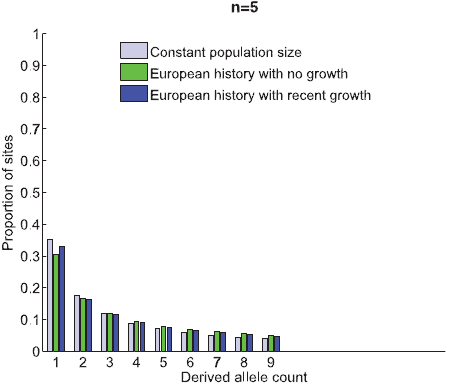 n=5
1
0.9
0.8
0.7
0.6
0.5
0.4
0.3
0.2
0.1
0
Proportion of sites
Constant population size
European history with no growth
European history with recent growth
1 2 3 4 5 6 7 8 9
Derived allele count